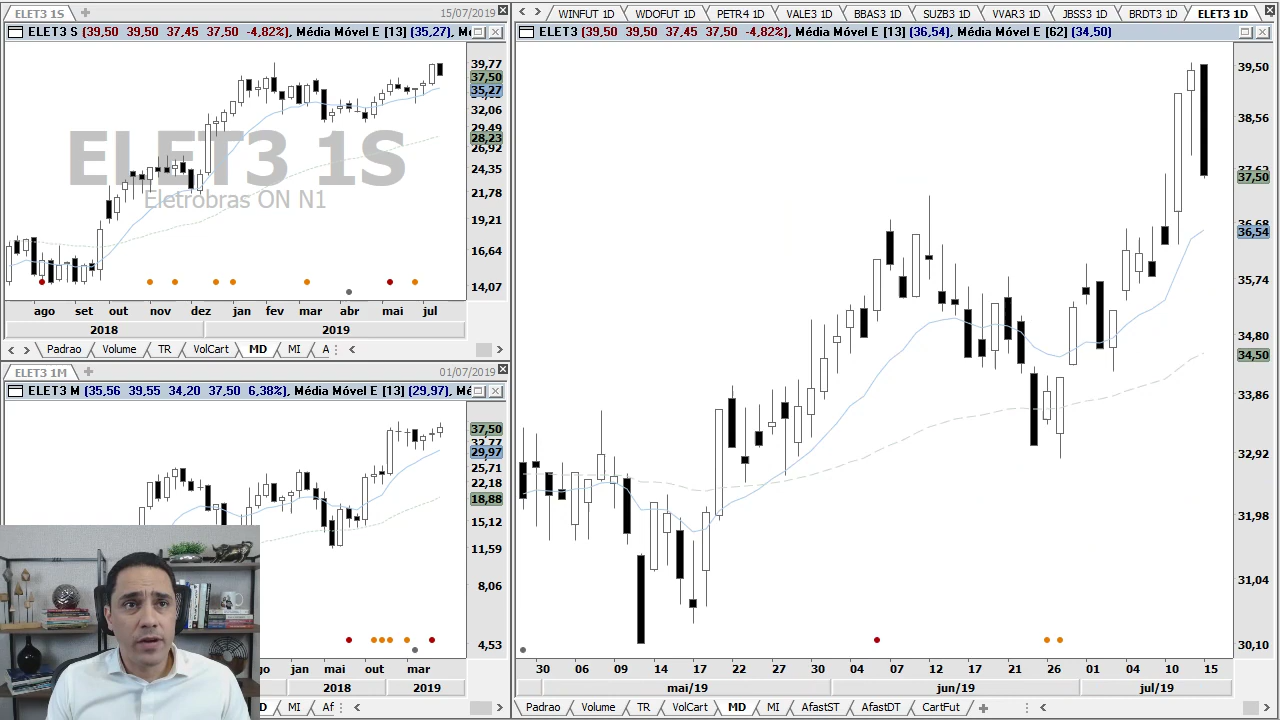 ELET3 1S
15/07/2019
ELET3 S (39,50 39,50 37,45 37,50 -4,82%), Média Móvel E [13] (35,27), M
39,77
37,50
35,27
32,06
29,49
28,23
26,92
24,35
21,78
19,21
16,64
14,07
ELET3 1S
Eletrobras ON N1
ago set out nov dez jan fev mar abr mai jul
2018 2019
Padrao Volume TR VolCart MD MI A
ELET3 1M
01/07/2019
ELET3 M (35,56 39,55 34,20 37,50 6,38%), Média Móvel E [13] (29,97), Mé
37,50
32,77
29,97
25,71
22,18
18,88
15,12
11,59
8,06
4,53
go jan mai out mar
2018 2019
D MI Af
WINFUT 1D WDOFUT 1D PETR4 1D VALE3 1D BBAS3 1D SUZB3 1D VVAR3 1D JBSS3 1D BRDT3 1D ELET3 1D
ELET3 (39,50 39,50 37,45 37,50 -4,82%), Média Móvel E [13] (36,54), Média Móvel E [62] (34,50)
39,50
38,56
37,62
37,50
36,68
36,54
35,74
34,80
34,50
33,86
32,92
31,98
31,04
30,10
30 06 09 14 17 22 27 30 04 07 12 17 21 26 01 04 10 15
mai/19 jun/19 jul/19
Padrao Volume TR VolCart MD MI AfastST AfastDT CartFut